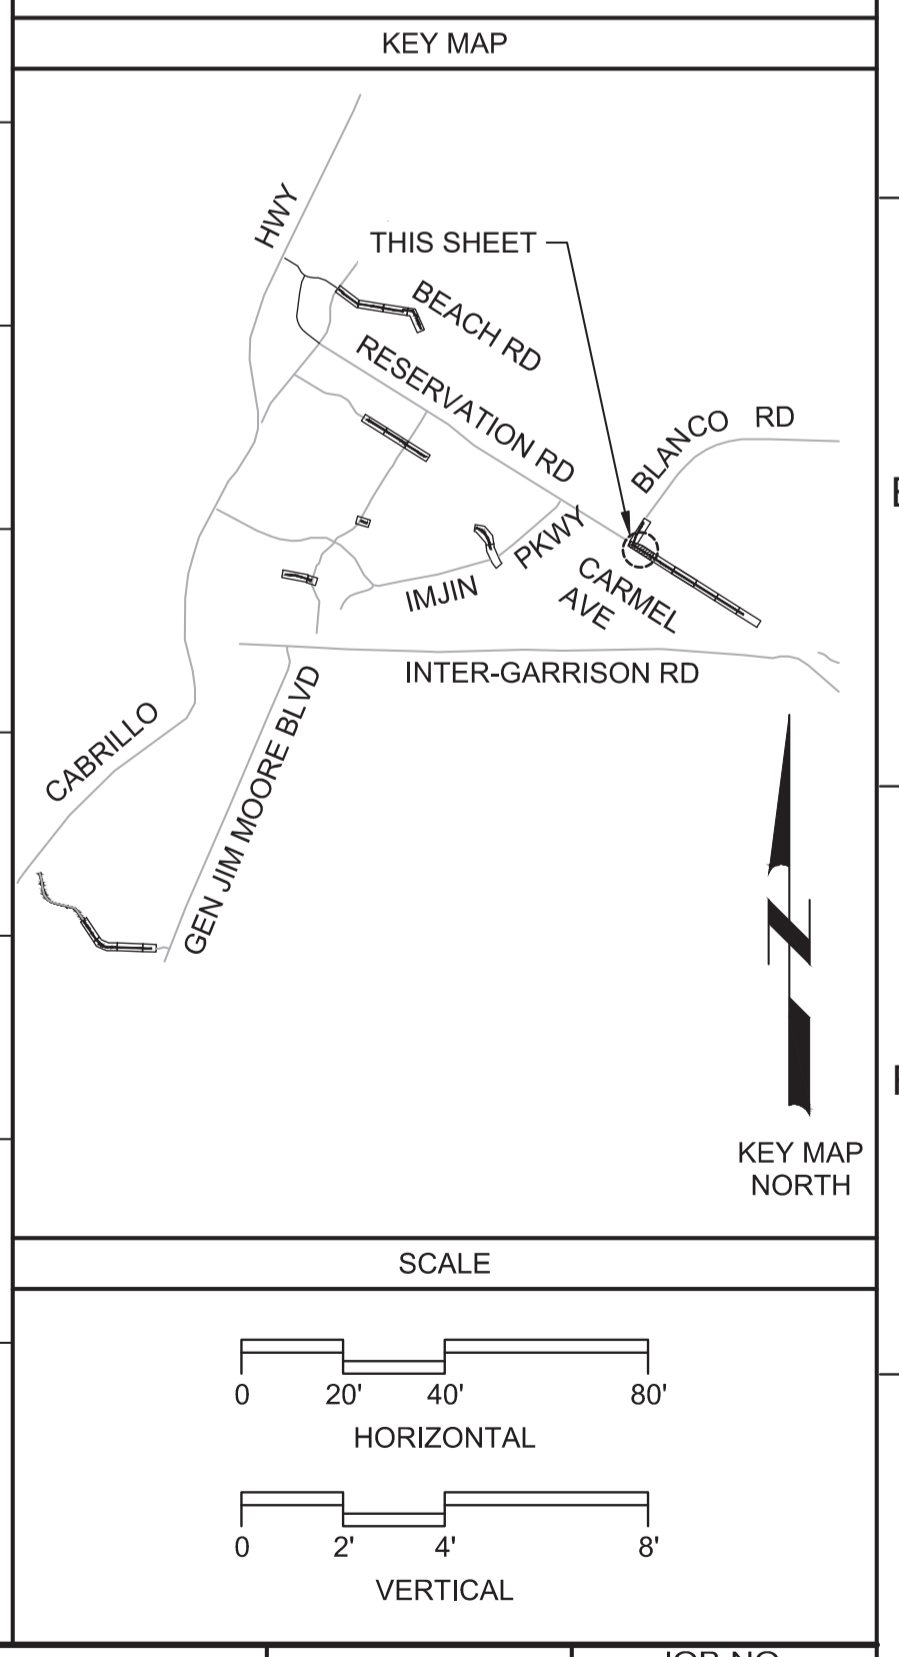 KEY MAP
HWY
THIS SHEET
BEACH RD
RESERVATION RD
BLANCO RD
PKWY
IMJIN
CARMEL
AVE
INTER-GARRISON RD
CABRILLO
GEN JIM MOORE BLVD
N
KEY MAP
NORTH
SCALE
0 20' 40' 80'
HORIZONTAL
0 2' 4' 8'
VERTICAL